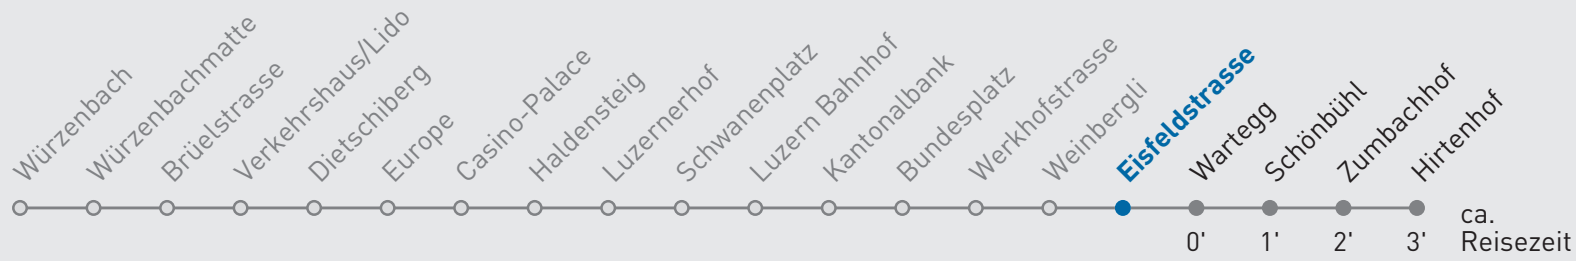 Würzenbach
Würzenbachmatte
Brüelstrasse
Verkehrshaus/Lido
Dietschiberg
Europe
Casino-Palace
Haldensteig
Luzernerhof
Schwanenplatz
Luzern Bahnhof
Kantonalbank
Bundesplatz
Werkhofstrasse
Weinbergli
Eisfeldstrasse
Wartegg
Schönbühl
Zumbachhof
Hirtenhof
0' 1' 2' 3'
ca.
Reisezeit